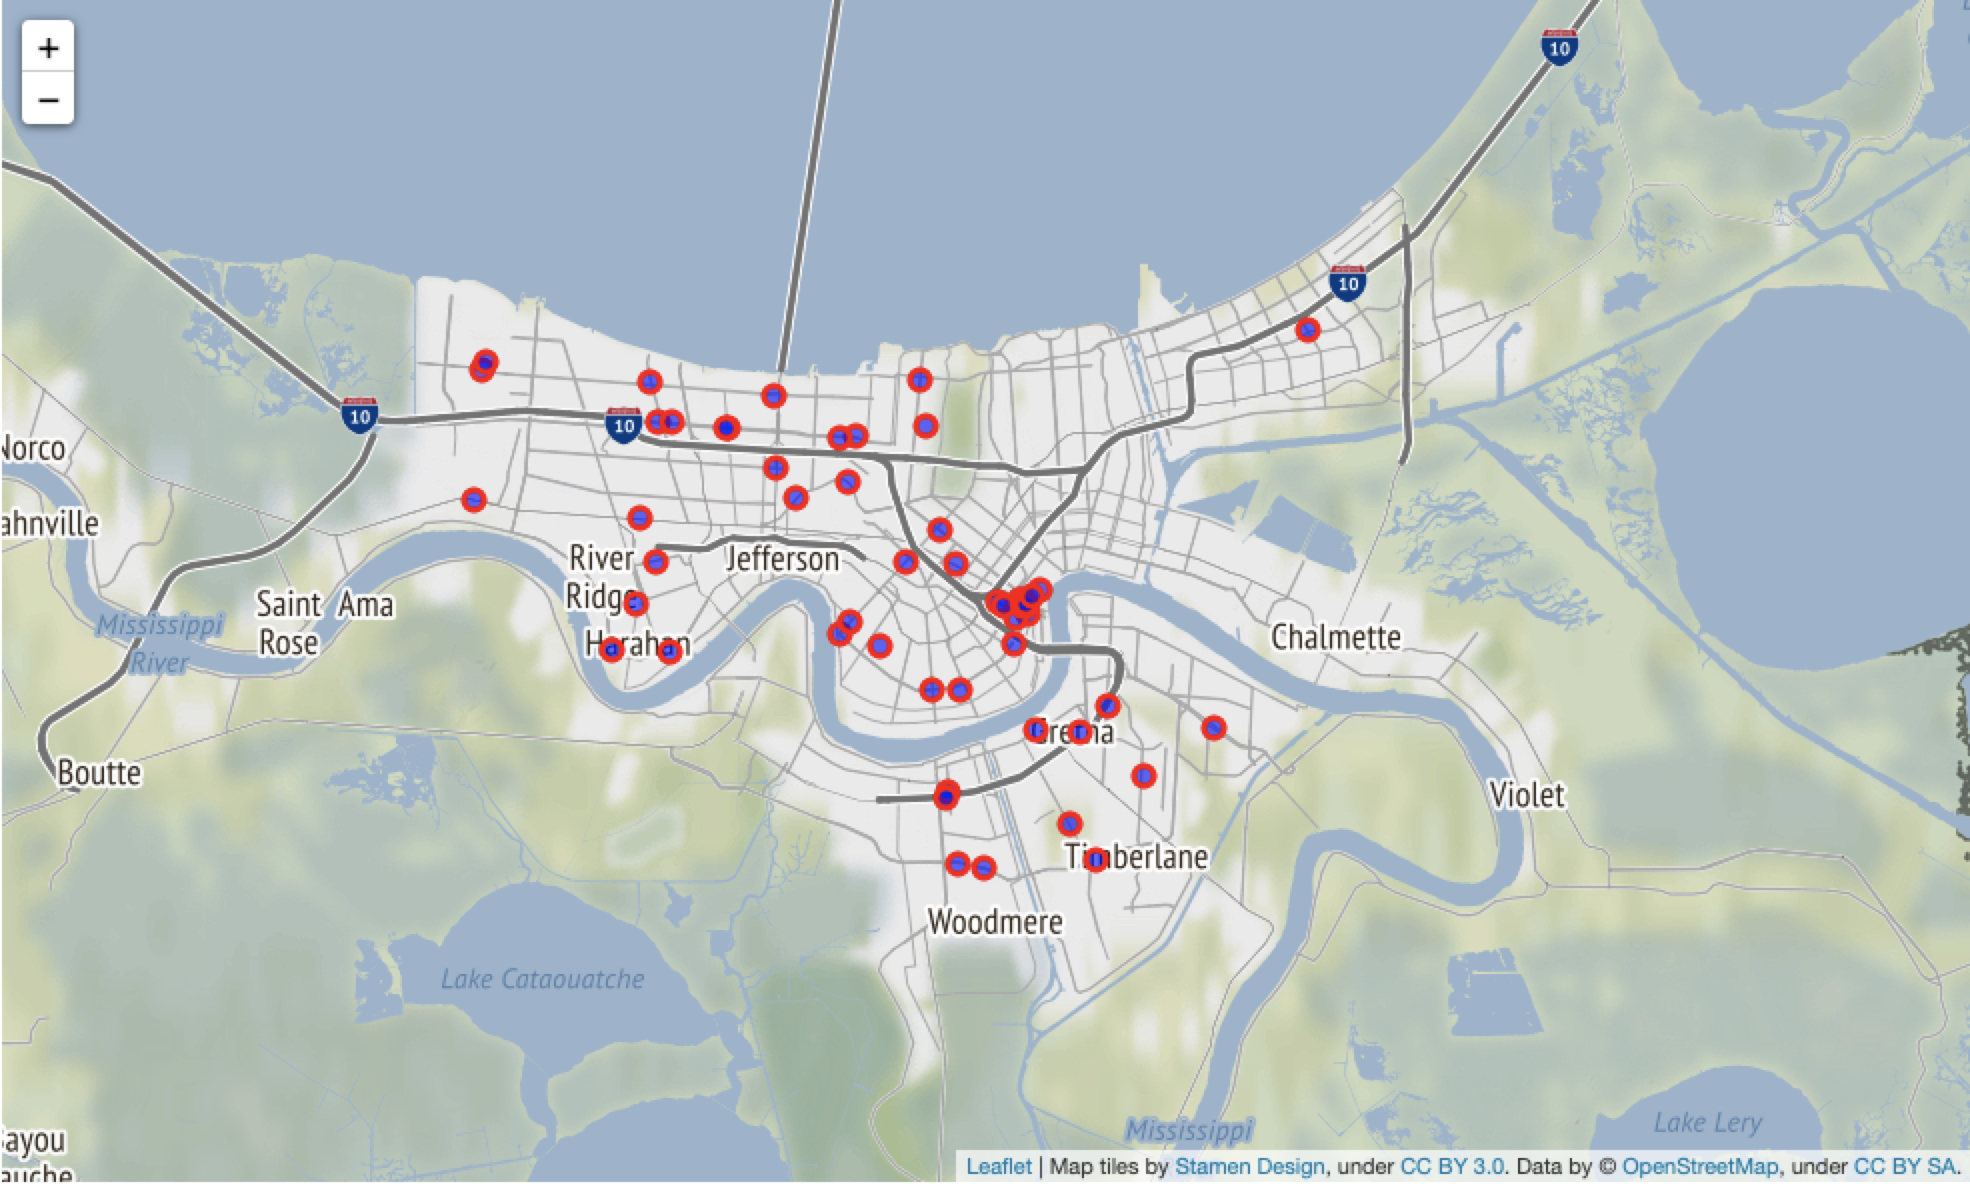 +
−
10
10
10
10
Norco
ahnville
River
Ridge
Jefferson
Saint
Rose
Ama
Mississippi
River
Harahan
Chalmette
Gretna
Boutte
Violet
Timberlane
Woodmere
Lake Cataouatche
Mississippi
Lake Lery
Bayou
auche
Leaflet | Map tiles by Stamen Design, under CC BY 3.0. Data by © OpenStreetMap, under CC BY SA.